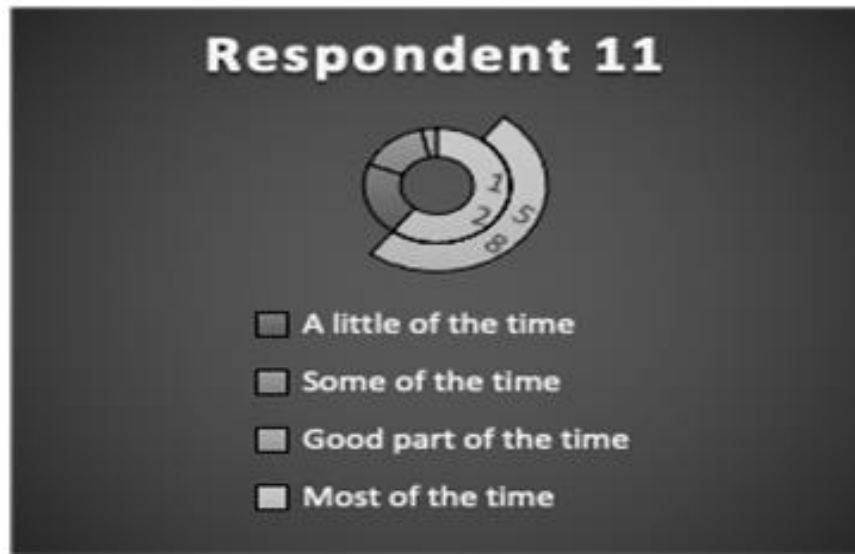 Respondent 11
1
2
5
8
A little of the time
Some of the time
Good part of the time
Most of the time